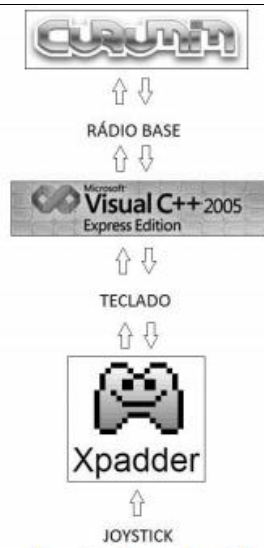 CURUMIM
RÁDIO BASE
Microsoft
Visual C++ 2005
Express Edition
TECLADO
Xpadder
JOYSTICK